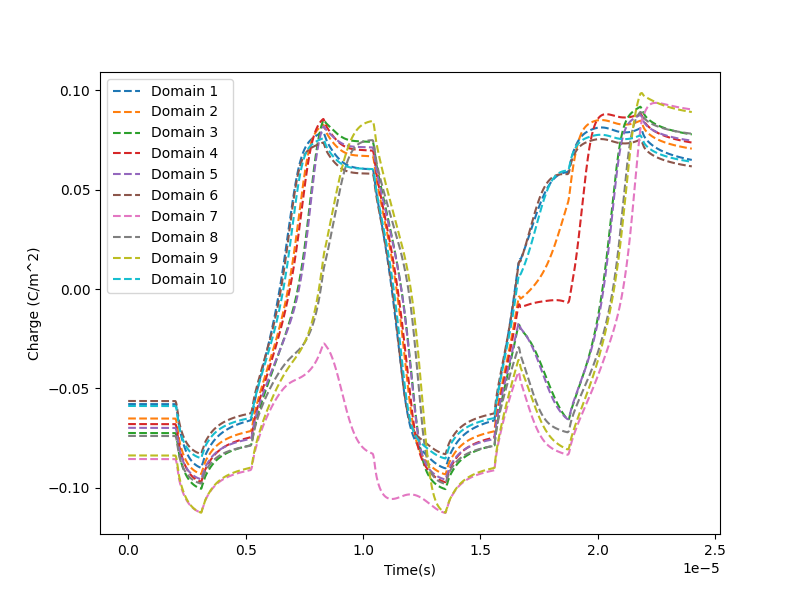 0.10
0.05
0.00
−0.05
−0.10
Charge (C/m^2)
Domain 1
Domain 2
Domain 3
Domain 4
Domain 5
Domain 6
Domain 7
Domain 8
Domain 9
Domain 10
0.0 0.5 1.0 1.5 2.0 2.5
1e−5
Time(s)